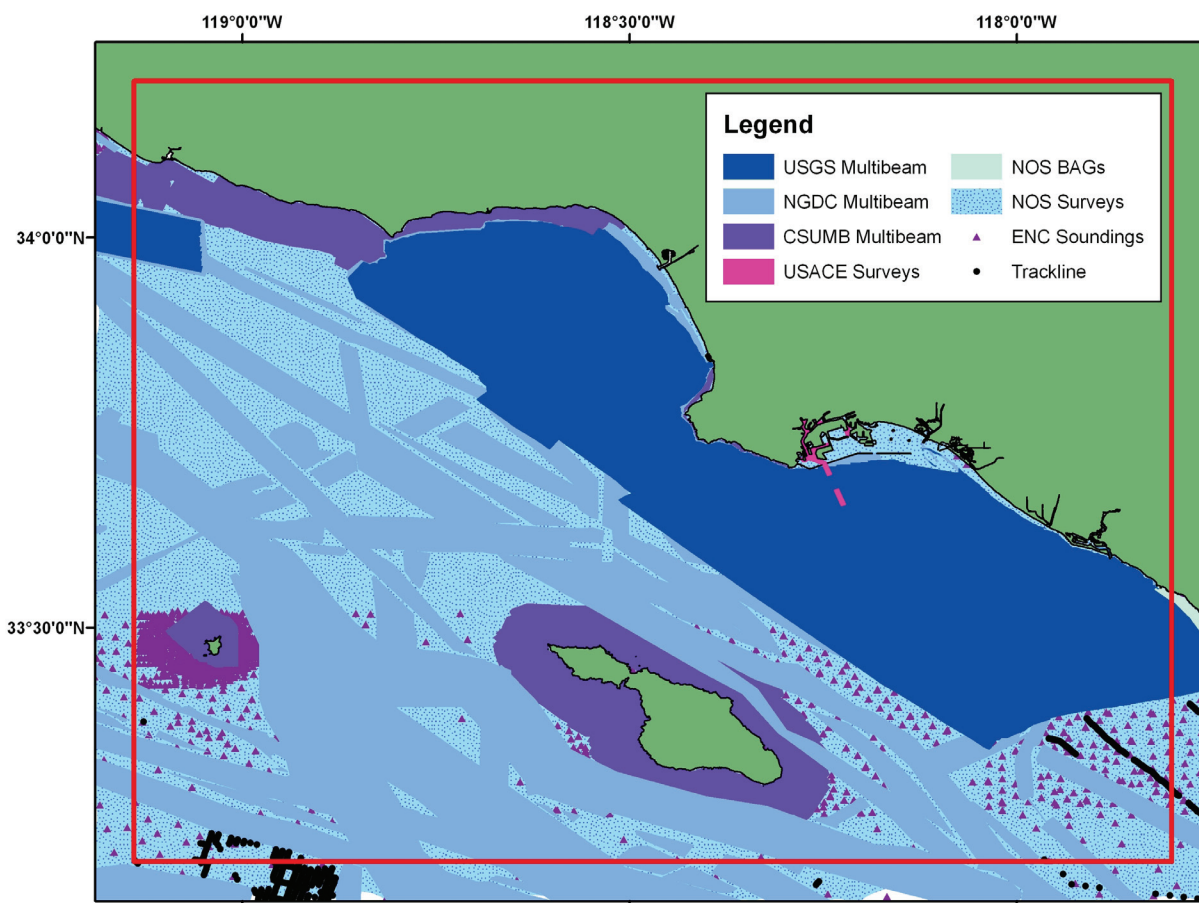 119°0'0"W 118°30'0"W 118°0'0"W
34°0'0"N
33°30'0"N
Legend
USGS Multibeam
NGDC Multibeam
CSUMB Multibeam
USACE Surveys
NOS BAGs
NOS Surveys
ENC Soundings
Trackline